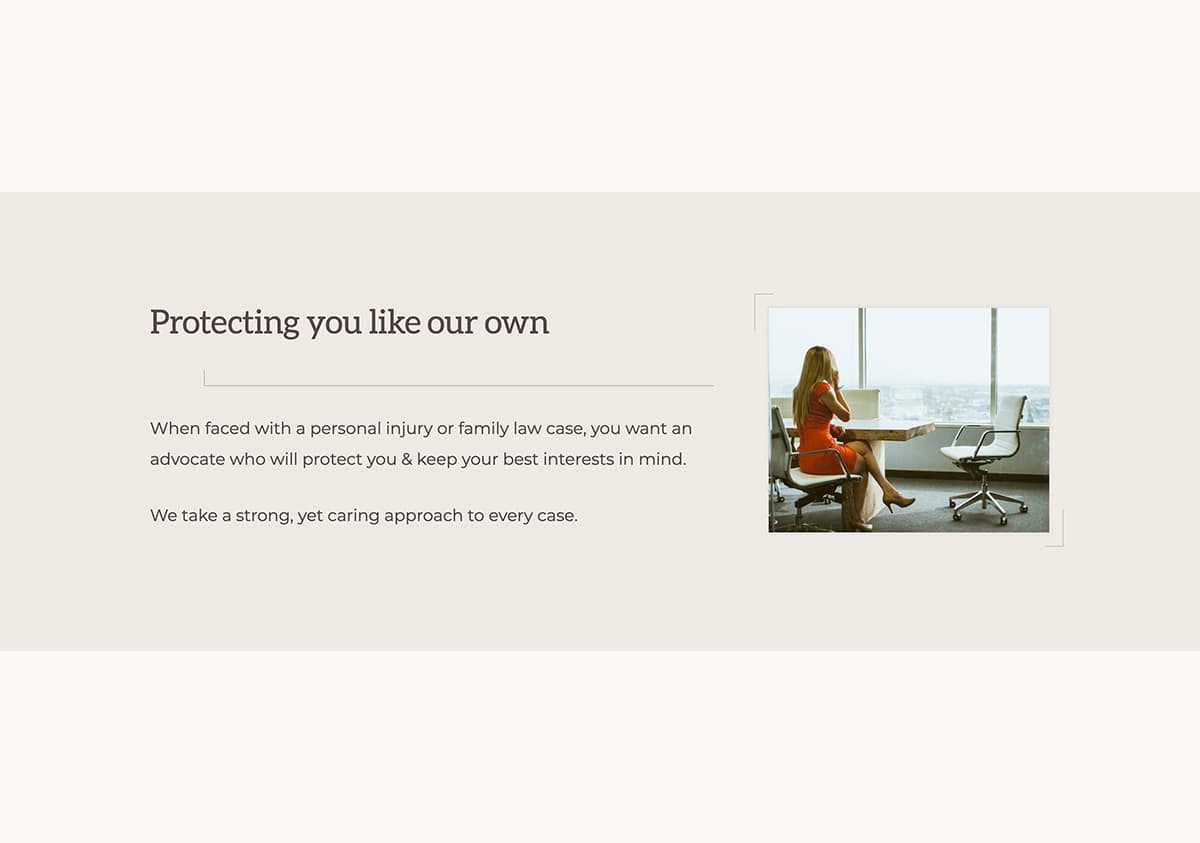 Protecting you like our own
When faced with a personal injury or family law case, you want an
advocate who will protect you & keep your best interests in mind.
We take a strong, yet caring approach to every case.